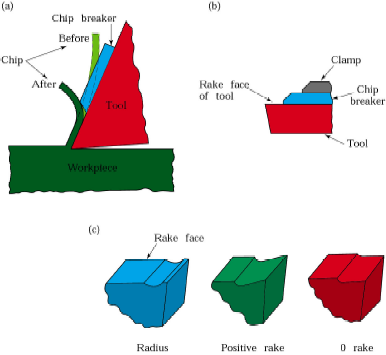 (a)
Chip breaker
Before
Chip
After
Tool
Workpiece
(b)
Clamp
Rake face
of tool
Chip
breaker
Tool
(c)
Rake face
Radius
Positive rake
0 rake